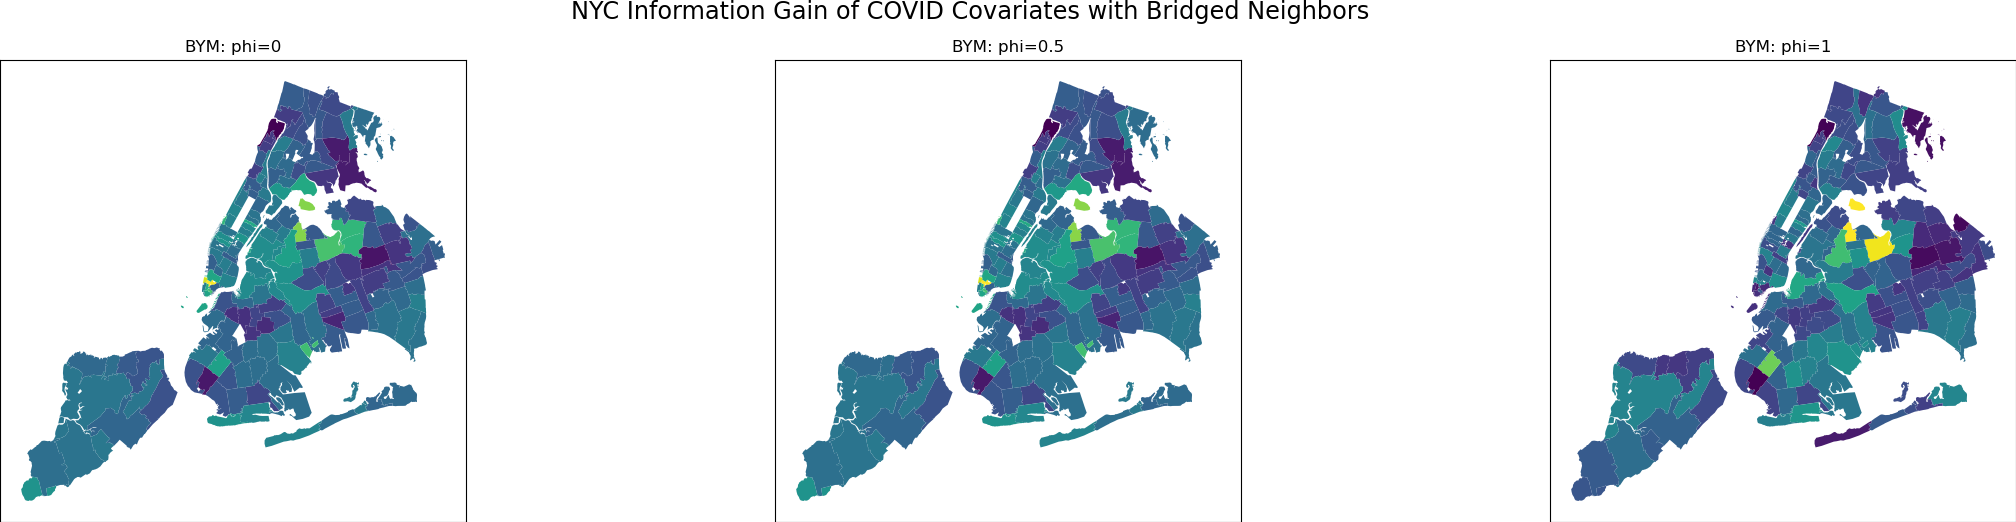 NYC Information Gain of COVID Covariates with Bridged Neighbors
BYM: phi=0
BYM: phi=0.5
BYM: phi=1